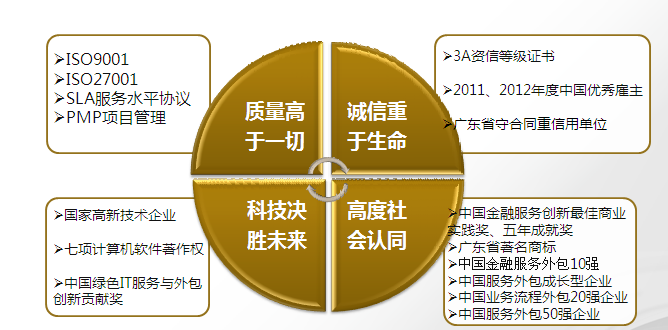 ➢ISO9001
➢ISO27001
➢SLA服务水平协议
➢PMP项目管理
质量高
于一切
诚信重
于生命
➢3A资信等级证书
➢2011、2012年度中国优秀雇主
➢广东省守合同重信用单位
➢国家高新技术企业
➢七项计算机软件著作权
➢中国绿色IT服务与外包
创新贡献奖
科技决
胜未来
高度社
会认同
➢中国金融服务创新最佳商业
实践奖、五年成就奖
➢广东省著名商标
➢中国金融服务外包10强
➢中国服务外包成长型企业
➢中国业务流程外包20强企业
➢中国服务外包50强企业